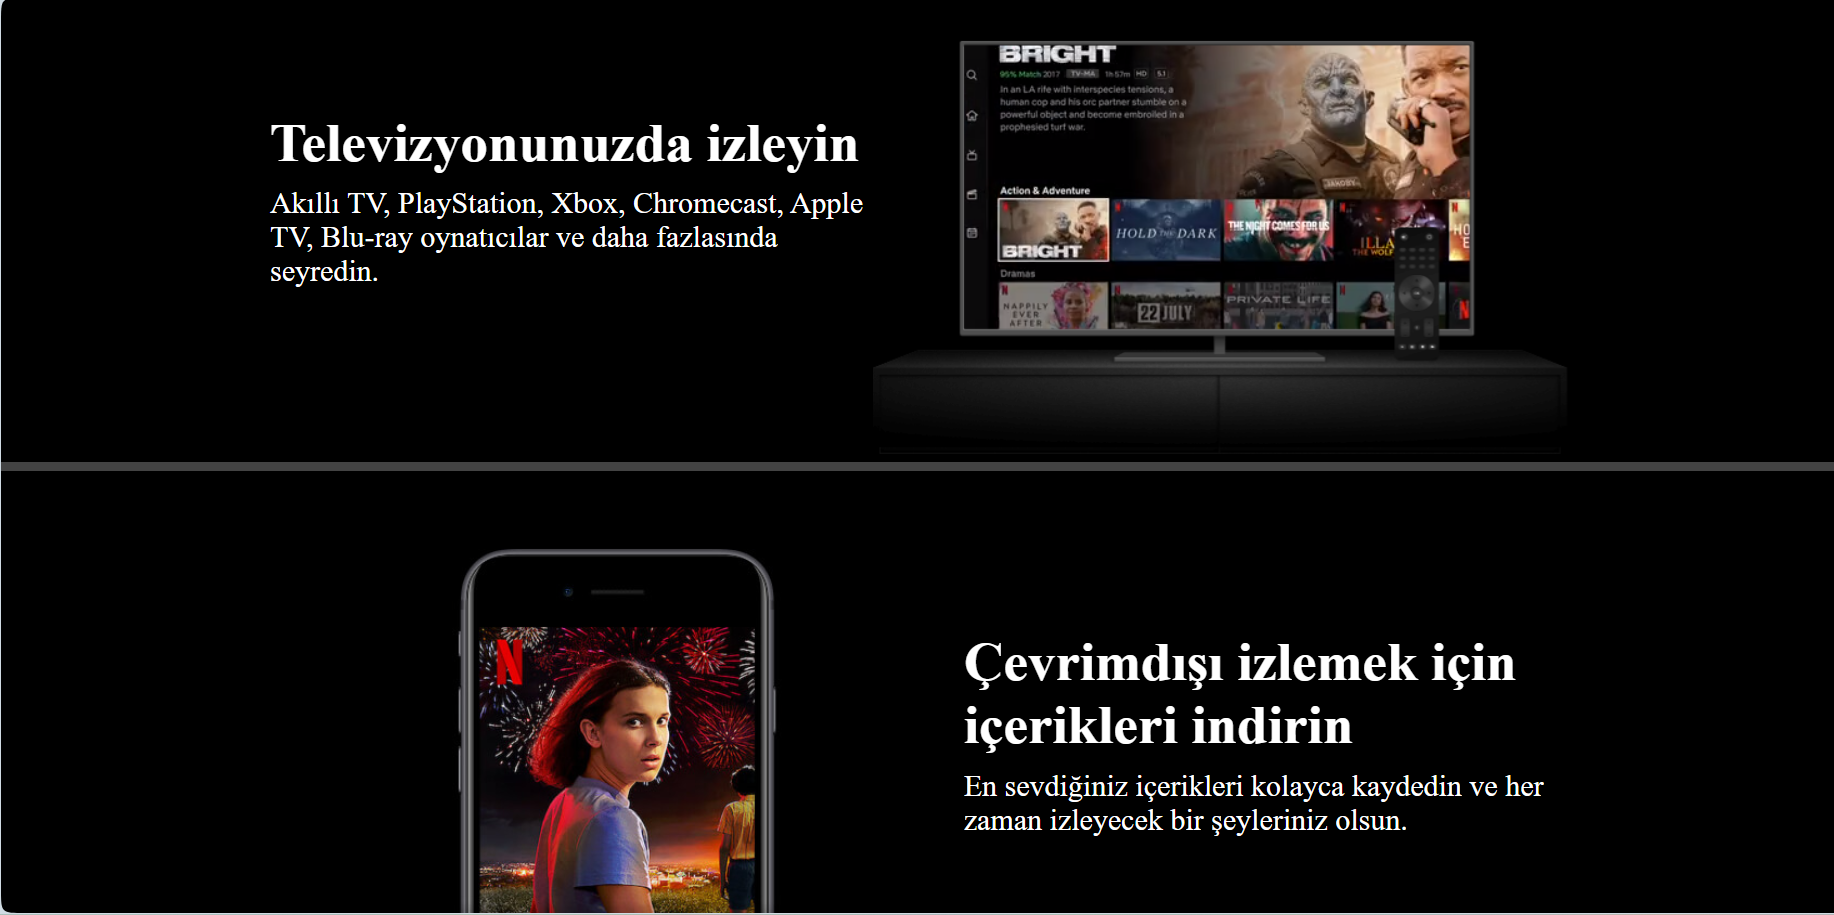 Televizyonunuzda izleyin
Akıllı TV, PlayStation, Xbox, Chromecast, Apple
TV, Blu-ray oynatıcılar ve daha fazlasında
seyredin.
BRIGHT
95% Match 2017 TV-MA 1h 57m HD 5.1
In an LA rife with interspecies tensions, a
human cop and his orc partner stumble on a
powerful object and become embroiled in a
prophesied turf war.
JAKOBY
Action & Adventure
BRIGHT
HOLD THE DARK
THE NIGHT COMES FOR US
ILLA
THE WOLF
HO
E
Dramas
NAPPILY
EVER
AFTER
22 JULY
PRIVATE LIFE
N
Çevrimdışı izlemek için
içerikleri indirin
En sevdiğiniz içerikleri kolayca kaydedin ve her
zaman izleyecek bir şeyleriniz olsun.